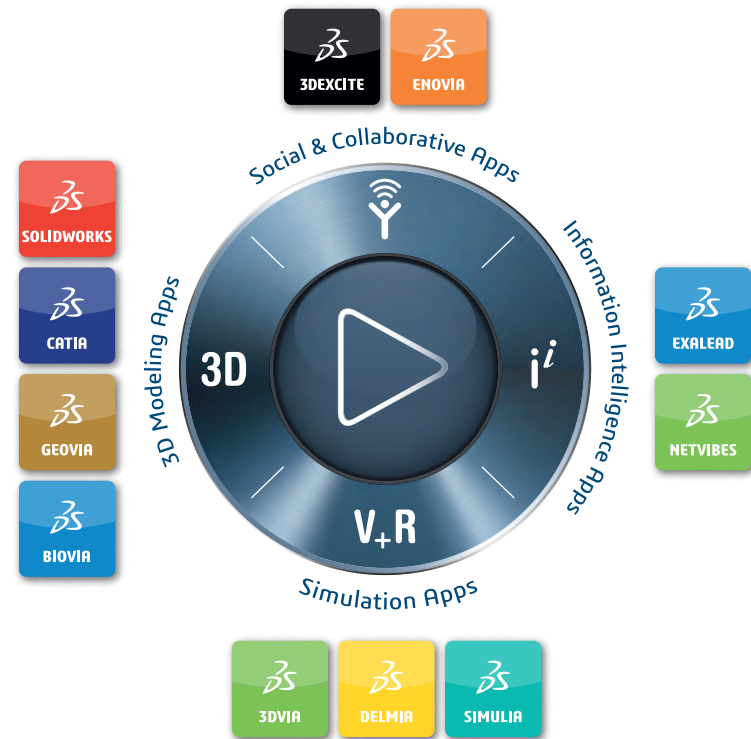 3DEXCITE
ENOVIA
Social & Collaborative Apps
SOLIDWORKS
CATIA
GEOVIA
BIOVIA
3D Modeling Apps
3D
i i
Information Intelligence Apps
EXALEAD
NETVIBES
V+R
Simulation Apps
3DVIA
DELMIA
SIMULIA